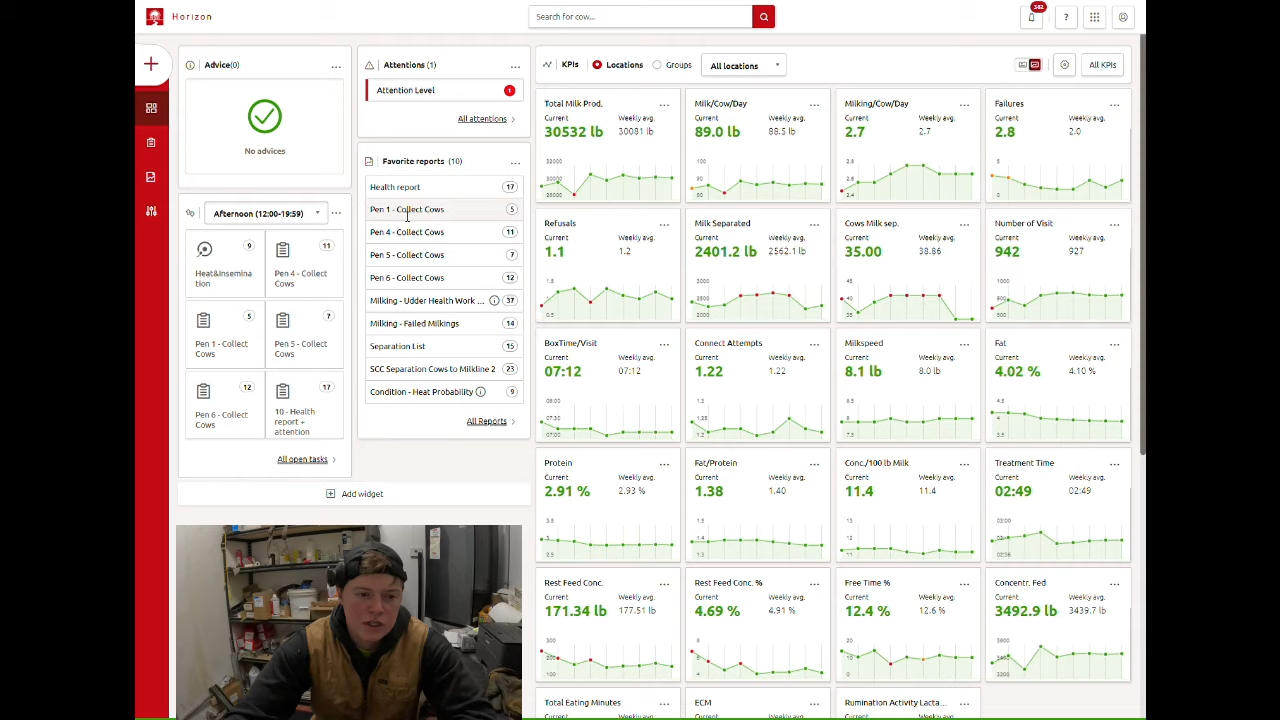 Horizon
Search for cow...
382
?
Advice(0)
No advices
Attentions (1)
Attention Level
1
All attentions
Favorite reports (10)
Health report 17
Pen 1 - Collect Cows 5
Pen 4 - Collect Cows 11
Pen 5 - Collect Cows 7
Pen 6 - Collect Cows 12
Milking - Udder Health Work ... 37
Milking - Failed Milkings 14
Separation List 15
SCC Separation Cows to Milkline 2 23
Condition - Heat Probability 9
All Reports
Afternoon (12:00-19:59)
9
Heat&Insemina
tion
11
Pen 4 - Collect
Cows
5
Pen 1 - Collect
Cows
7
Pen 5 - Collect
Cows
12
Pen 6 - Collect
Cows
17
10 - Health
report +
attention
All open tasks
Add widget
KPIs
Locations
Groups
All locations
All KPIs
Total Milk Prod.
Current Weekly avg.
30532 lb 30081 lb
Milk/Cow/Day
Current Weekly avg.
89.0 lb 88.5 lb
Milking/Cow/Day
Current Weekly avg.
2.7 2.7
Failures
Current Weekly avg.
2.8 2.0
Refusals
Current Weekly avg.
1.1 1.2
Milk Separated
Current Weekly avg.
2401.2 lb 2562.1 lb
Cows Milk sep.
Current Weekly avg.
35.00 38.86
Number of Visit
Current Weekly avg.
942 927
BoxTime/Visit
Current Weekly avg.
07:12 07:12
Connect Attempts
Current Weekly avg.
1.22 1.22
Milkspeed
Current Weekly avg.
8.1 lb 8.0 lb
Fat
Current Weekly avg.
4.02 % 4.10 %
Protein
Current Weekly avg.
2.91 % 2.93 %
Fat/Protein
Current Weekly avg.
1.38 1.40
Conc./100 lb Milk
Current Weekly avg.
11.4 11.4
Treatment Time
Current Weekly avg.
02:49 02:49
Rest Feed Conc.
Current Weekly avg.
171.34 lb 177.51 lb
Rest Feed Conc. %
Current Weekly avg.
4.69 % 4.91 %
Free Time %
Current Weekly avg.
12.4 % 12.6 %
Concentr. Fed
Current Weekly avg.
3492.9 lb 3439.7 lb
Total Eating Minutes
ECM
Rumination Activity Lacta...